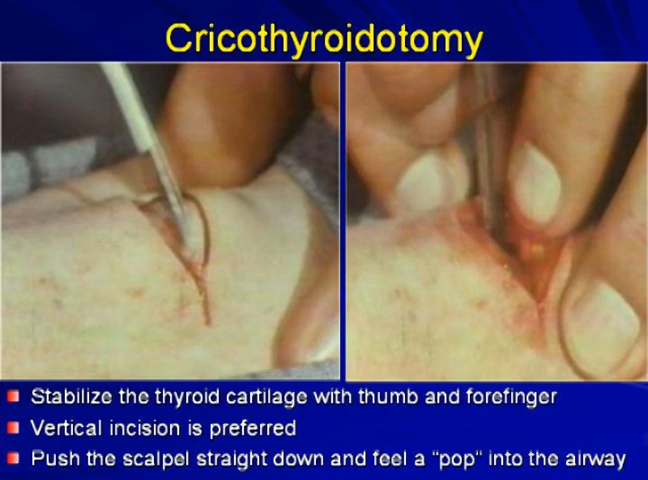 Cricothyroidotomy
Stabilize the thyroid cartilage with thumb and forefinger
Vertical incision is preferred
Push the scalpel straight down and feel a "pop" into the airway